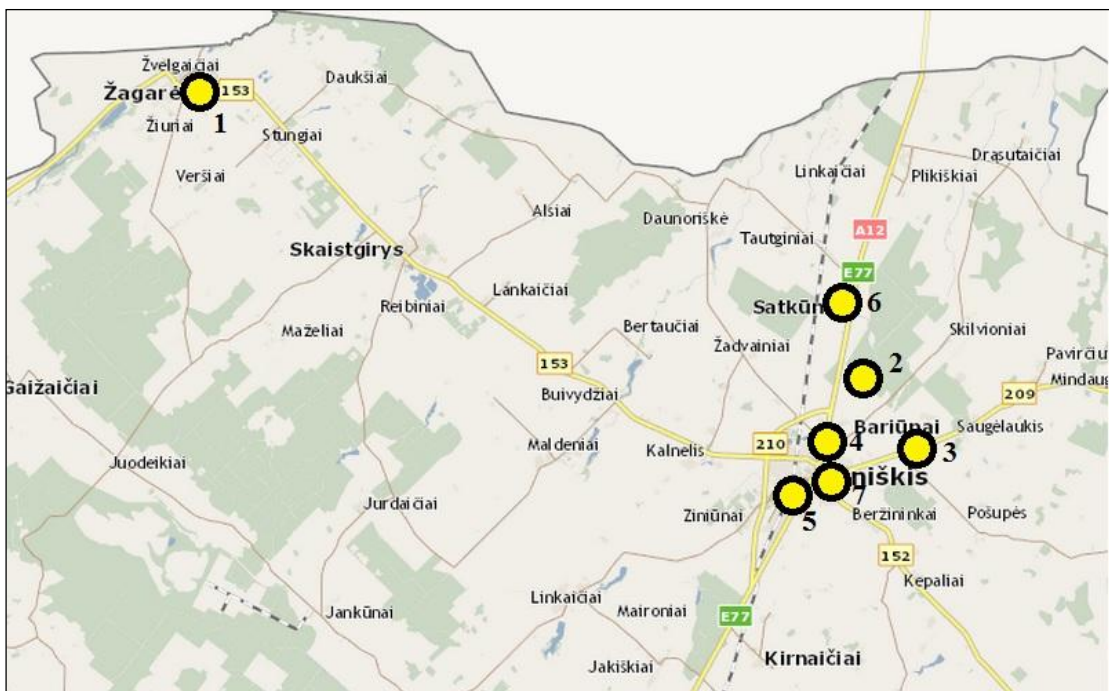 Žvelgaičiai
Daukšiai
Žagarė
153
Žiuriai
1
Stungiai
Drąsutaičiai
Linkaičiai
Plikiškiai
Veršiai
Alsiai
Daunoriškė
A12
Tautginiai
Skaistgirys
E77
Lankaičiai
Reibiniai
Satkūn
6
Maželiai
Bertaučiai
Skilvioniai
Žadvainiai
Pavirčiu
153
2
Mindaug
Gaižaičiai
Buivydžiai
209
Bariūnai
Saugėlaukis
210
4
Maldeniai
Kalnelis
3
Juodeikiai
niškis
7
Jurdaičiai
Ziniūnai
5
Beržininkai
Pošupės
152
Kepaliai
Linkaičiai
Jankūnai
Maironiai
E77
Kirnaičiai
Jakiškiai